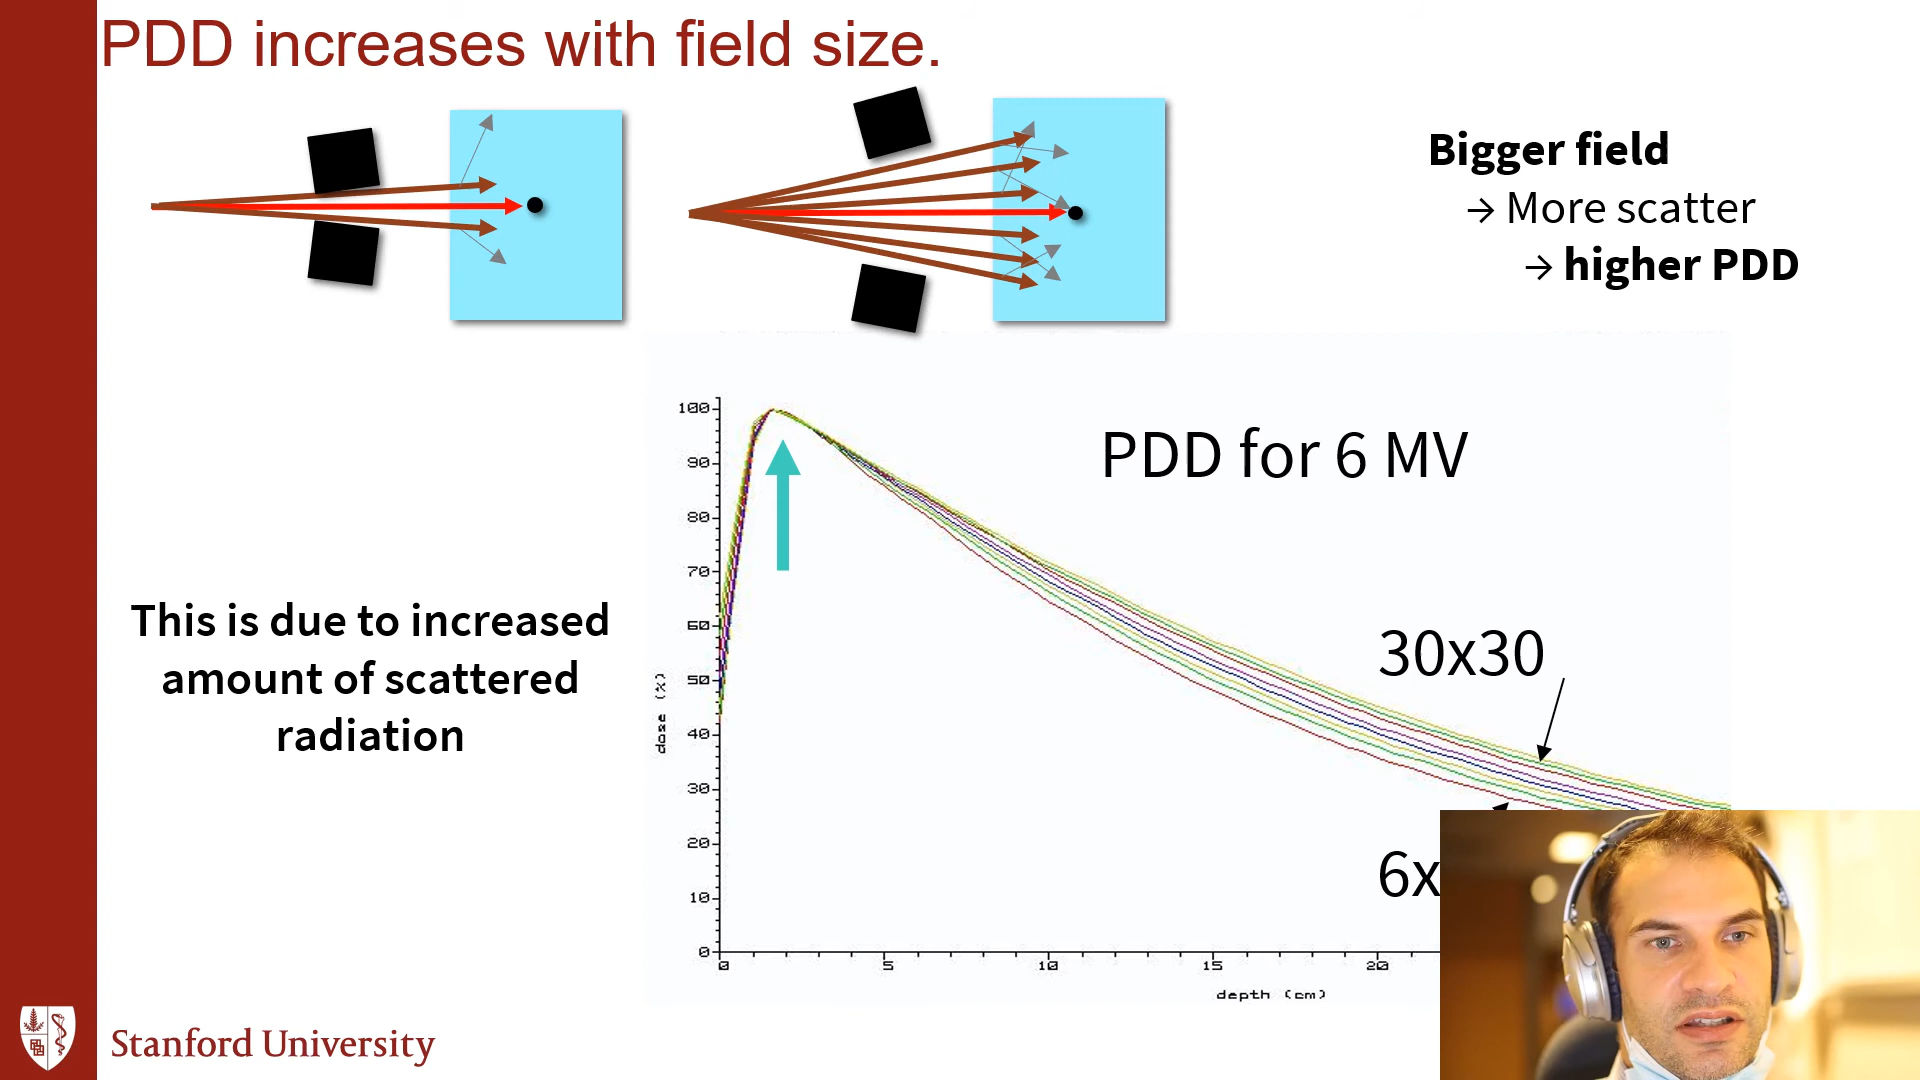 PDD increases with field size.
Bigger field
→ More scatter
→ higher PDD
This is due to increased
amount of scattered
radiation
PDD for 6 MV
30x30
6x
100
90
80
70
60
50
40
30
20
10
0
dose (%)
0 5 10 15 20
depth (cm)
Stanford University